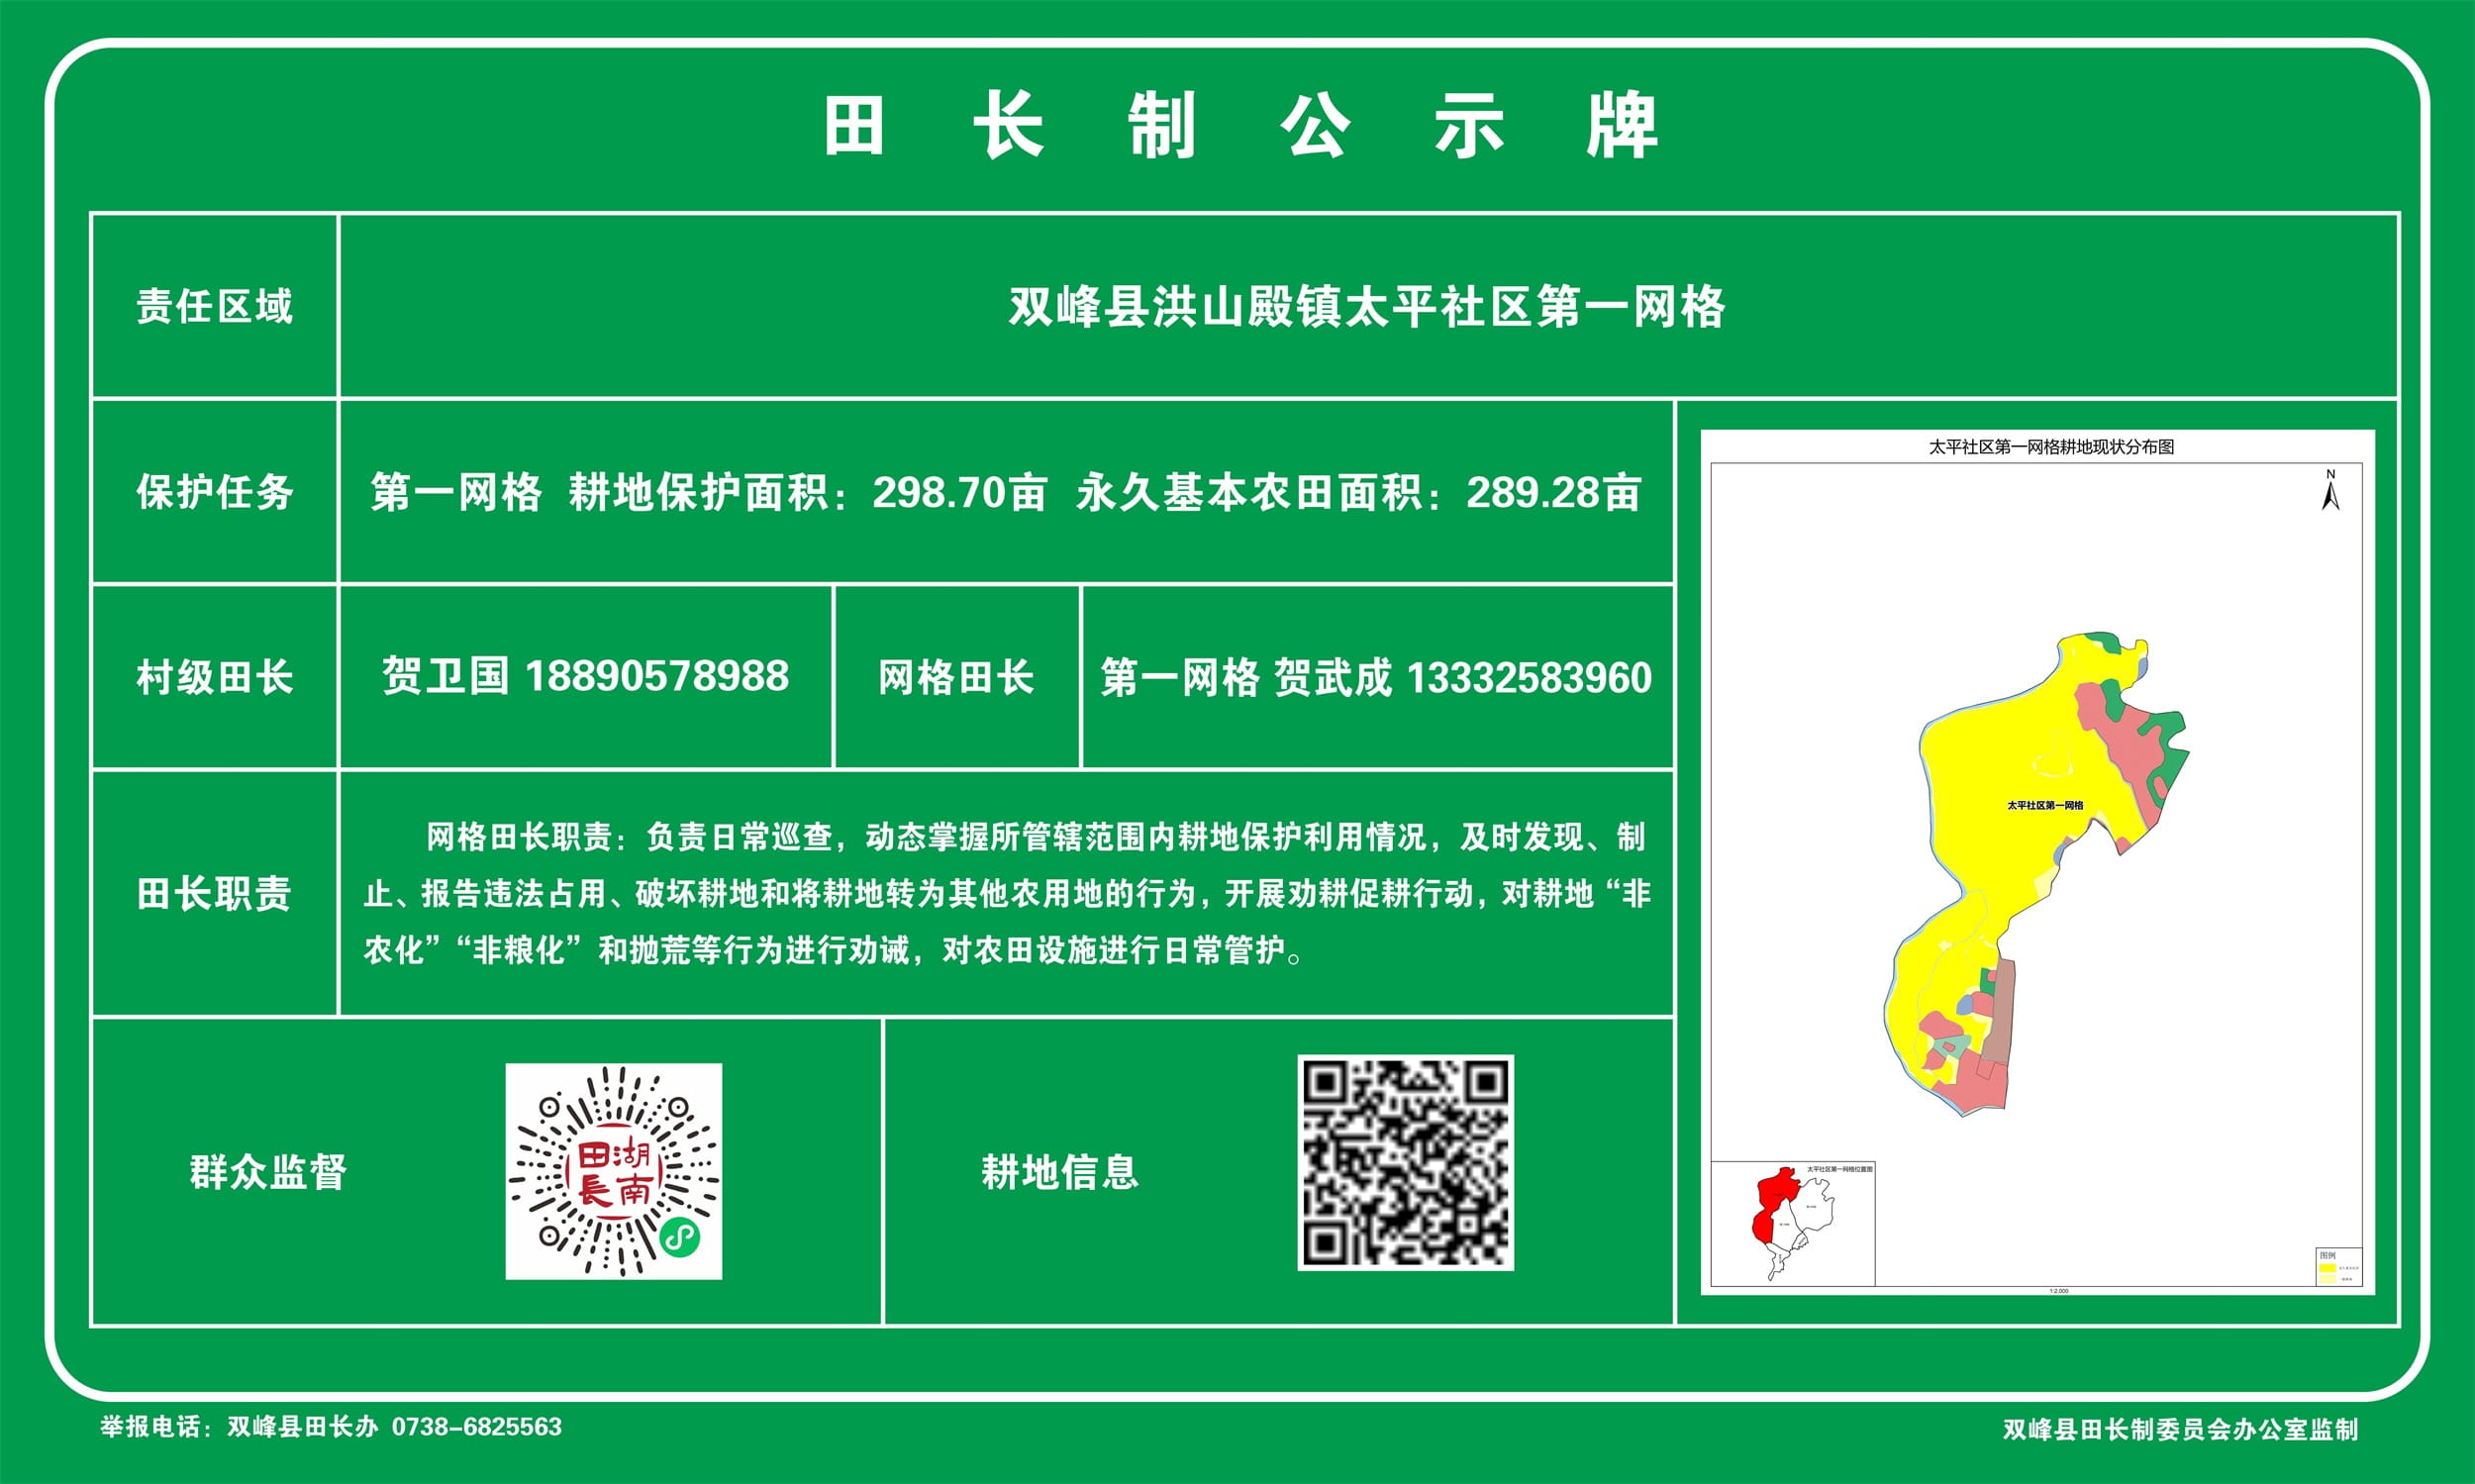 田长制公示牌
责任区域
双峰县洪山殿镇太平社区第一网格
保护任务
第一网格 耕地保护面积：298.70亩 永久基本农田面积：289.28亩
村级田长
贺卫国 18890578988
网格田长
第一网格 贺武成 13332583960
田长职责
网格田长职责：负责日常巡查，动态掌握所管辖范围内耕地保护利用情况，及时发现、制
止、报告违法占用、破坏耕地和将耕地转为其他农用地的行为，开展劝耕促耕行动，对耕地“非
农化”“非粮化”和抛荒等行为进行劝诫，对农田设施进行日常管护。
群众监督
湖南
田長
耕地信息
太平社区第一网格耕地现状分布图
N
太平社区第一网格
太平社区第一网格位置图
图例
1:2,000
举报电话：双峰县田长办 0738-6825563
双峰县田长制委员会办公室监制